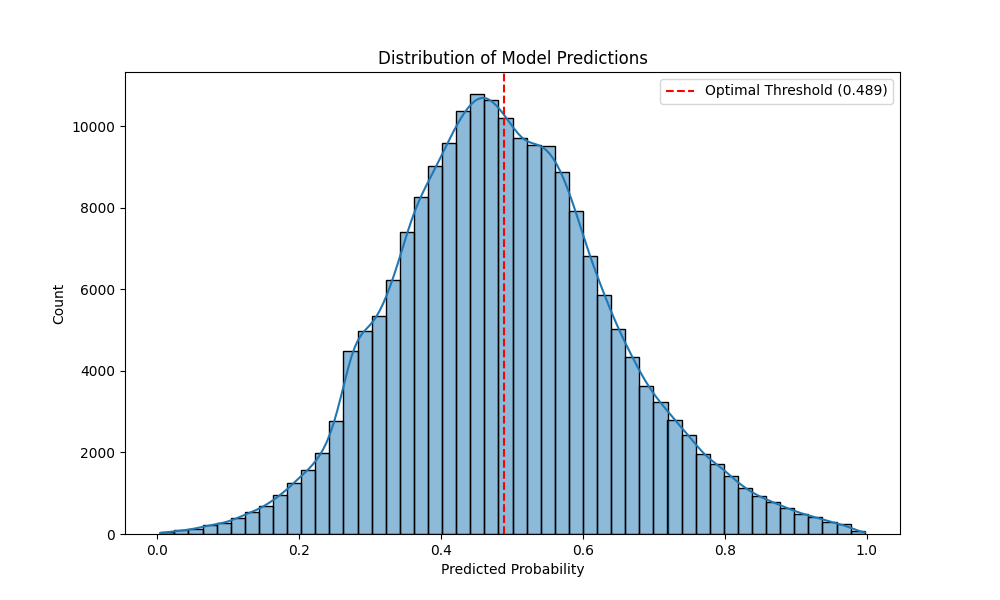 Distribution of Model Predictions
Optimal Threshold (0.489)
Count
10000
8000
6000
4000
2000
0
0.0 0.2 0.4 0.6 0.8 1.0
Predicted Probability